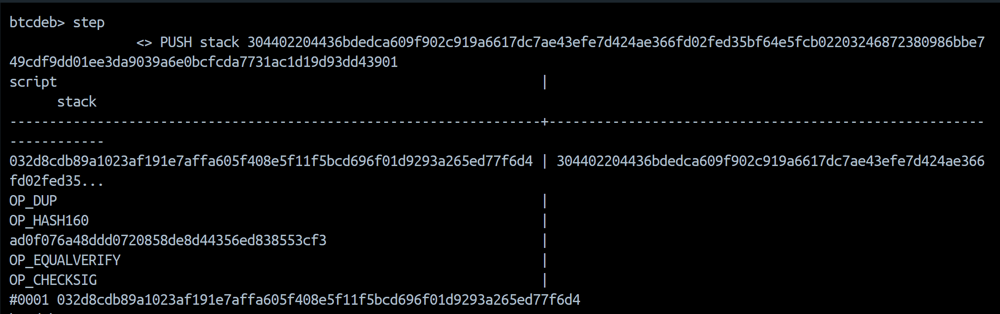 btcdeb> step
<> PUSH stack 304402204436bdedca609f902c919a6617dc7ae43efe7d424ae366fd02fed35bf64e5fcb02203246872380986bbe7
49cdf9dd01ee3da9039a6e0bcfcda7731ac1d19d93dd43901
script |
stack
-------------------------------------------------------------------+-------------------------------------------------------
------------
032d8cdb89a1023af191e7affa605f408e5f11f5bcd696f01d9293a265ed77f6d4 | 304402204436bdedca609f902c919a6617dc7ae43efe7d424ae366
fd02fed35...
OP_DUP |
OP_HASH160 |
ad0f076a48ddd0720858de8d44356ed838553cf3 |
OP_EQUALVERIFY |
OP_CHECKSIG |
#0001 032d8cdb89a1023af191e7affa605f408e5f11f5bcd696f01d9293a265ed77f6d4